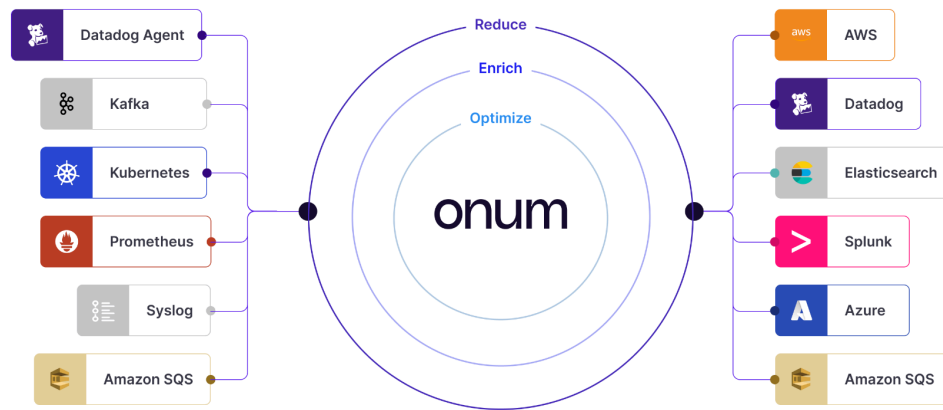 Reduce
Enrich
Optimize
onum
Datadog Agent
Kafka
Kubernetes
Prometheus
Syslog
Amazon SQS
aws
AWS
Datadog
Elasticsearch
Splunk
Azure
Amazon SQS